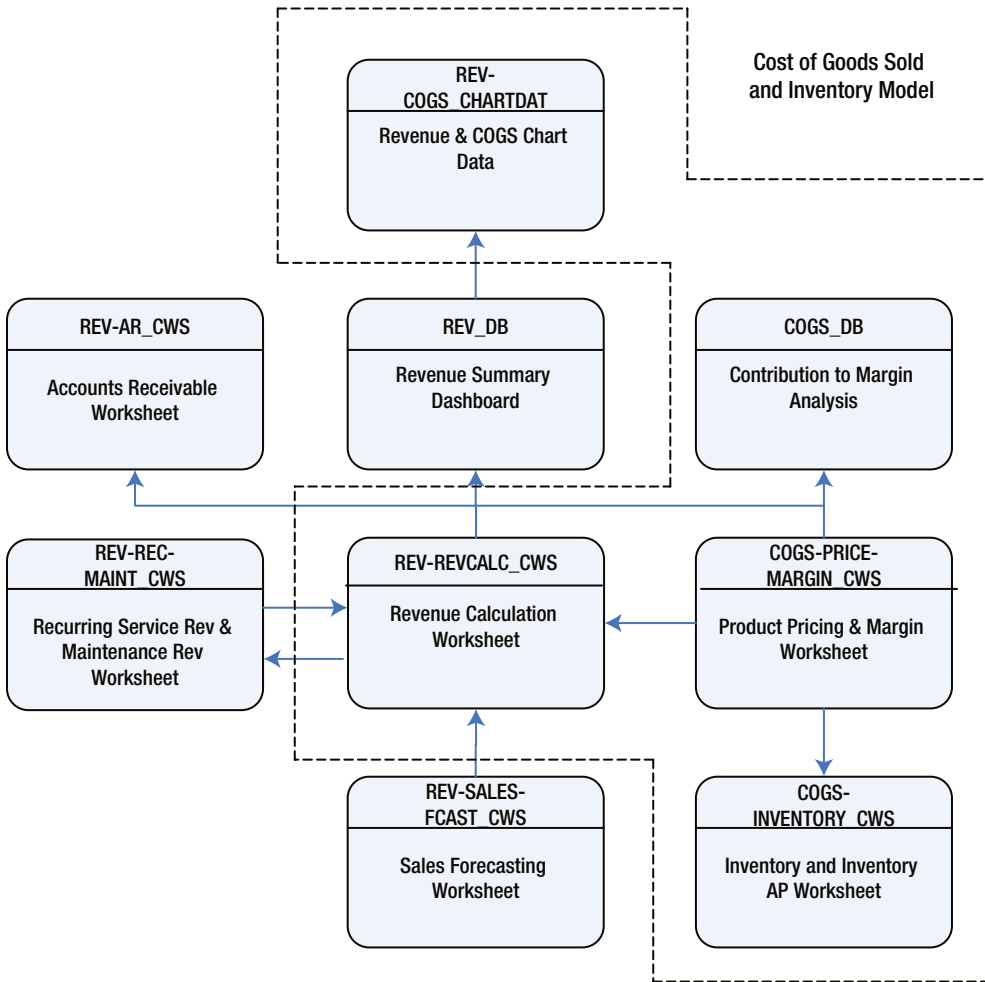 Cost of Goods Sold
and Inventory Model
REV-
COGS_CHARTDAT
Revenue & COGS Chart
Data
REV-AR_CWS
Accounts Receivable
Worksheet
REV_DB
Revenue Summary
Dashboard
COGS_DB
Contribution to Margin
Analysis
REV-REC-
MAINT_CWS
Recurring Service Rev &
Maintenance Rev
Worksheet
REV-REVCALC_CWS
Revenue Calculation
Worksheet
COGS-PRICE-
MARGIN_CWS
Product Pricing & Margin
Worksheet
REV-SALES-
FCAST_CWS
Sales Forecasting
Worksheet
COGS-
INVENTORY_CWS
Inventory and Inventory
AP Worksheet